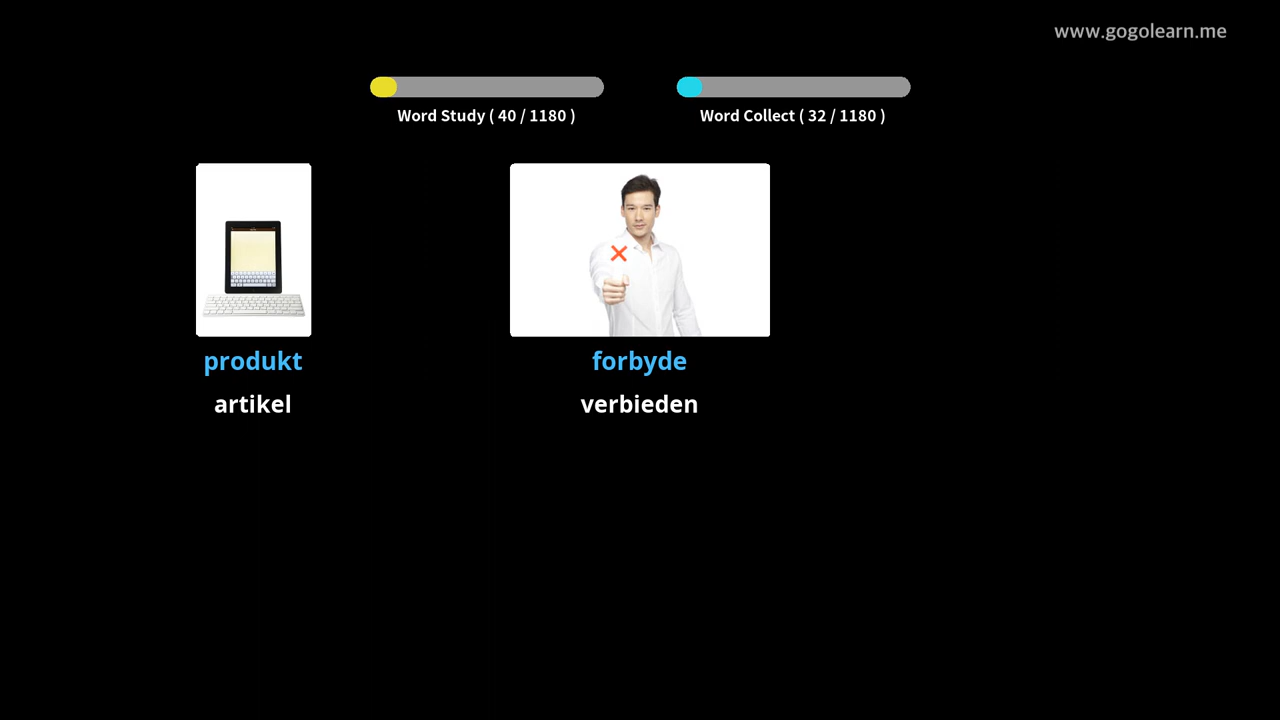 www.gogolearn.me
Word Study ( 40 / 1180 )
Word Collect ( 32 / 1180 )
produkt
artikel
forbyde
verbieden